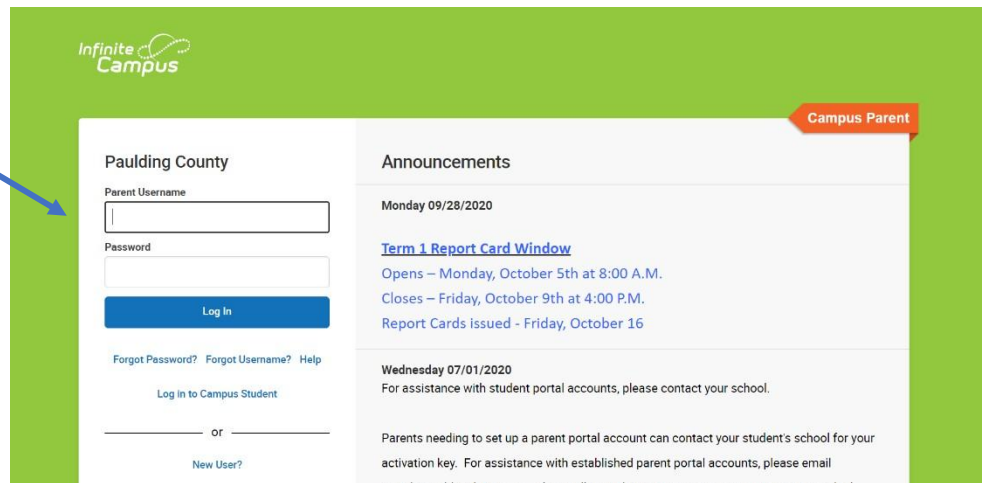 Infinite
Campus
Campus Parent
Paulding County
Parent Username
Password
Log In
Forgot Password? Forgot Username? Help
Log in to Campus Student
or
New User?
Announcements
Monday 09/28/2020
Term 1 Report Card Window
Opens – Monday, October 5th at 8:00 A.M.
Closes – Friday, October 9th at 4:00 P.M.
Report Cards issued - Friday, October 16
Wednesday 07/01/2020
For assistance with student portal accounts, please contact your school.
Parents needing to set up a parent portal account can contact your student's school for your
activation key. For assistance with established parent portal accounts, please email